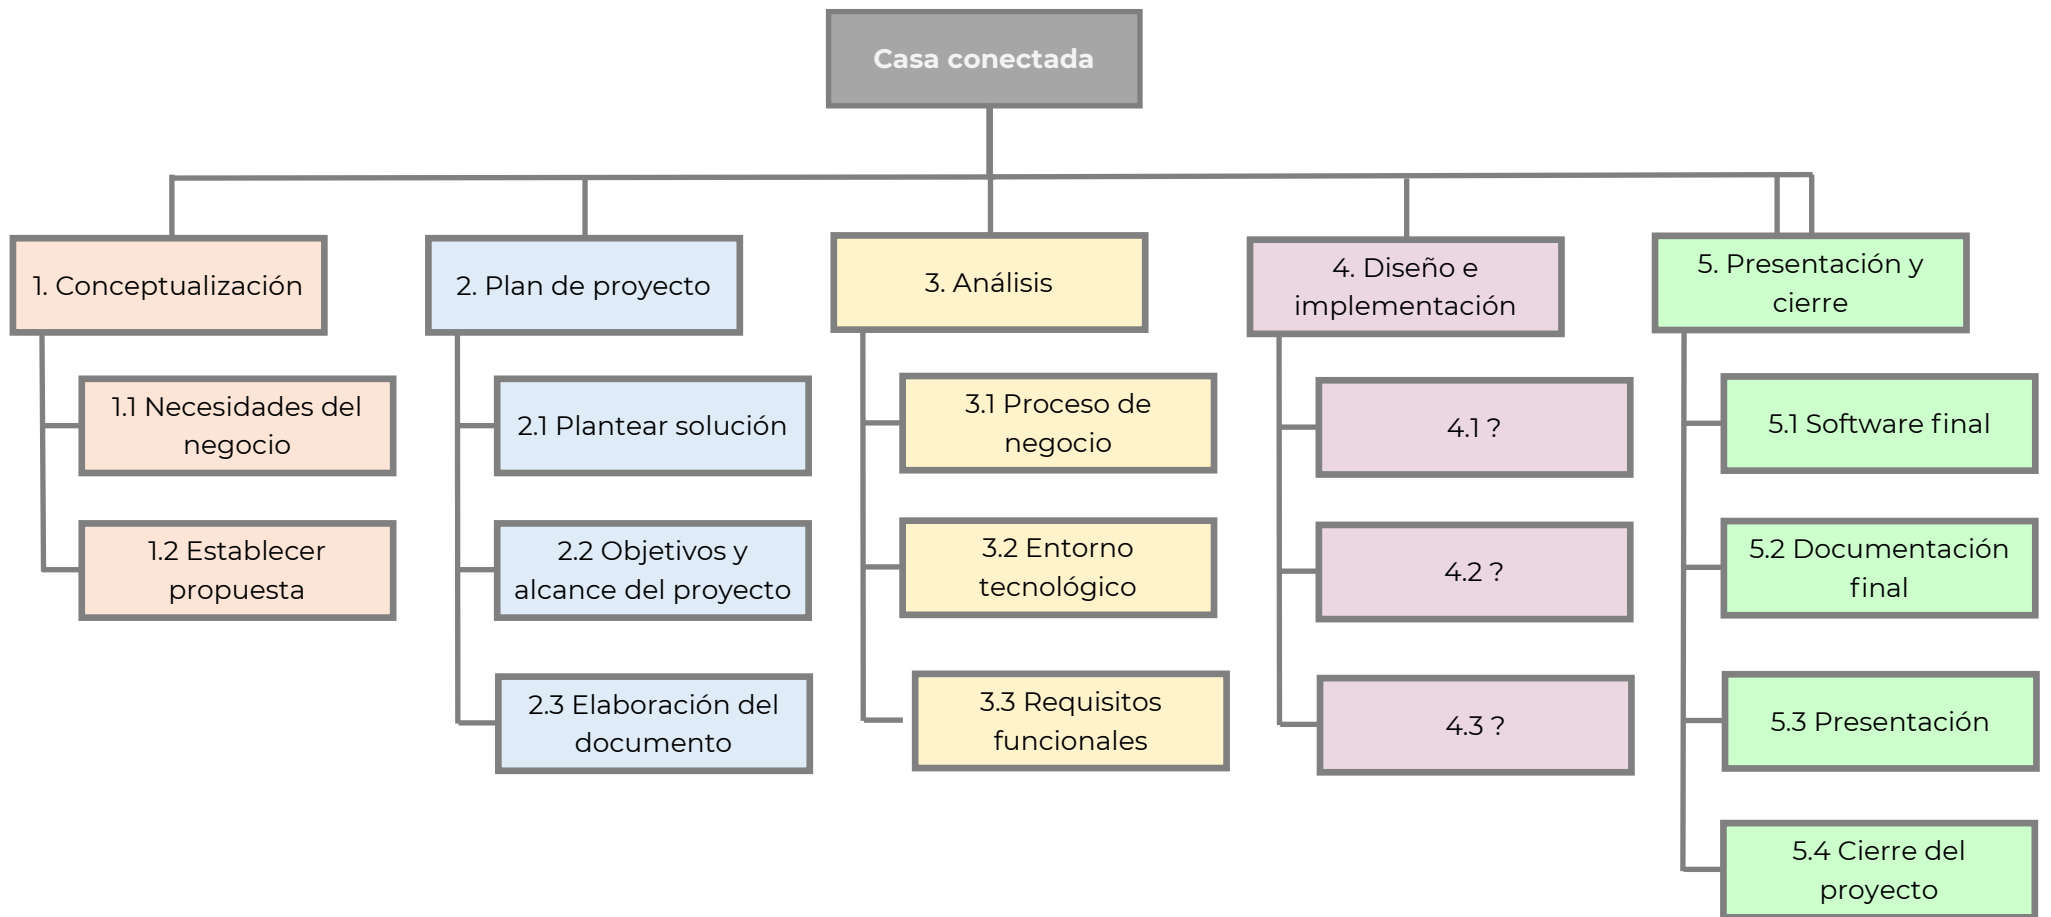 Casa conectada
1. Conceptualización
1.1 Necesidades del
negocio
1.2 Establecer
propuesta
2. Plan de proyecto
2.1 Plantear solución
2.2 Objetivos y
alcance del proyecto
2.3 Elaboración del
documento
3. Análisis
3.1 Proceso de
negocio
3.2 Entorno
tecnológico
3.3 Requisitos
funcionales
4. Diseño e
implementación
4.1 ?
4.2 ?
4.3 ?
5. Presentación y
cierre
5.1 Software final
5.2 Documentación
final
5.3 Presentación
5.4 Cierre del
proyecto